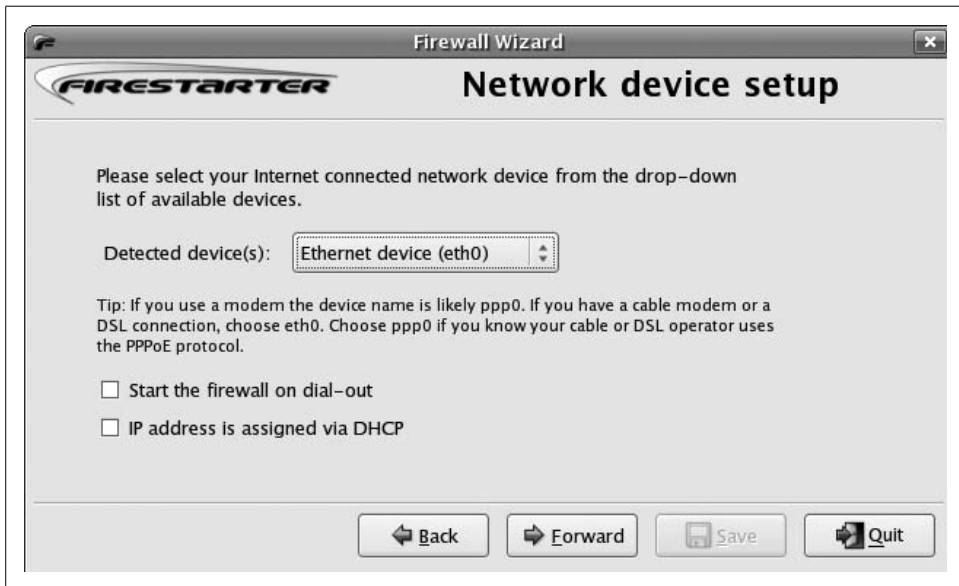 Firewall Wizard
FIRESTARTER
Network device setup
Please select your Internet connected network device from the drop-down
list of available devices.
Detected device(s): Ethernet device (eth0)
Tip: If you use a modem the device name is likely ppp0. If you have a cable modem or a
DSL connection, choose eth0. Choose ppp0 if you know your cable or DSL operator uses
the PPPoE protocol.
Start the firewall on dial-out
IP address is assigned via DHCP
Back Forward Save Quit